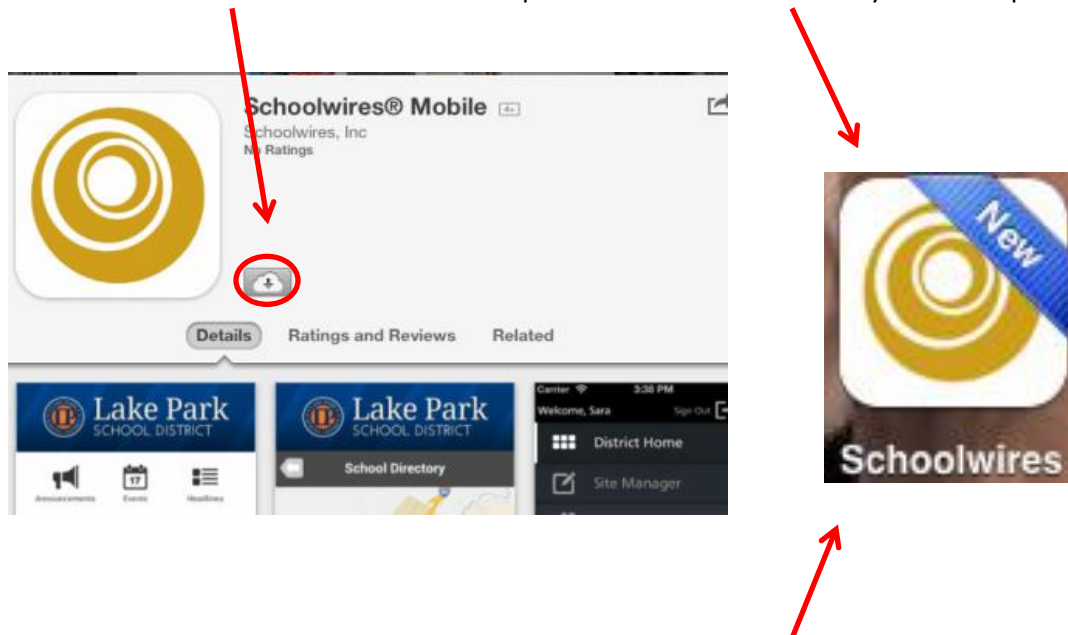 Schoolwires® Mobile 4+
Schoolwires, Inc
No Ratings
Details Ratings and Reviews Related
Lake Park
SCHOOL DISTRICT
Announcements Events Headlines
17
Lake Park
SCHOOL DISTRICT
School Directory
Carrier 3:38 PM
Welcome, Sara Sign Out
District Home
Site Manager
New
Schoolwires